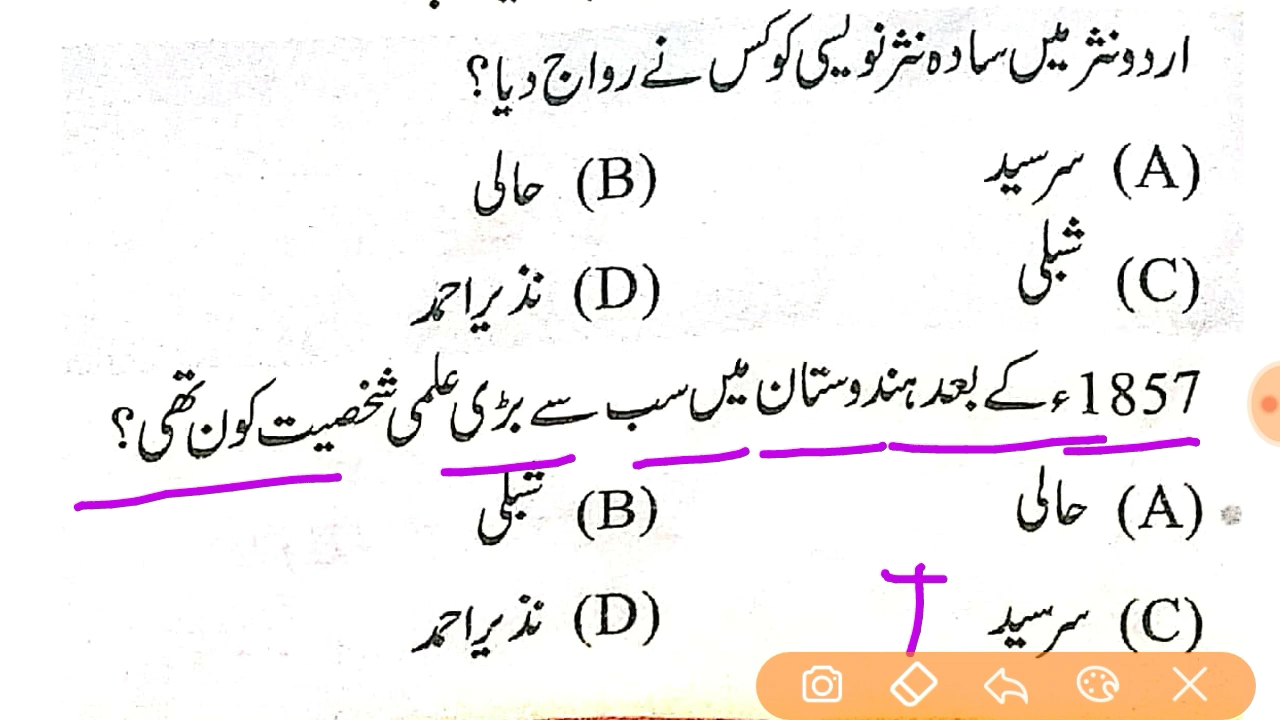 اردو نثر میں سادہ نثر نویسی کو کس نے رواج دیا؟
(A) سرسید (B) حالی
(C) شبلی (D) نذیر احمد
1857ء کے بعد ہندوستان میں سب سے بڑی علمی شخصیت کون تھی؟
(A) حالی (B) شبلی
(C) سرسید (D) نذیر احمد
T